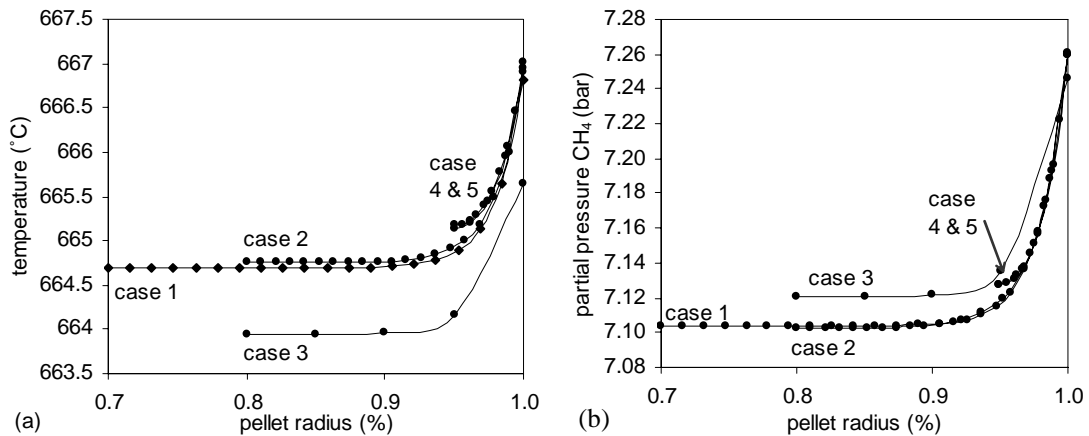 667.5
667
666.5
666
665.5
665
664.5
664
663.5
temperature (˚C)
case
4 & 5
case 2
case 1
case 3
0.7
0.8
0.9
1.0
(a)
pellet radius (%)
7.28
7.26
7.24
7.22
7.20
7.18
7.16
7.14
7.12
7.10
7.08
partial pressure CH₄ (bar)
case
4 & 5
case 3
case 1
case 2
0.7
0.8
0.9
1.0
(b)
pellet radius (%)